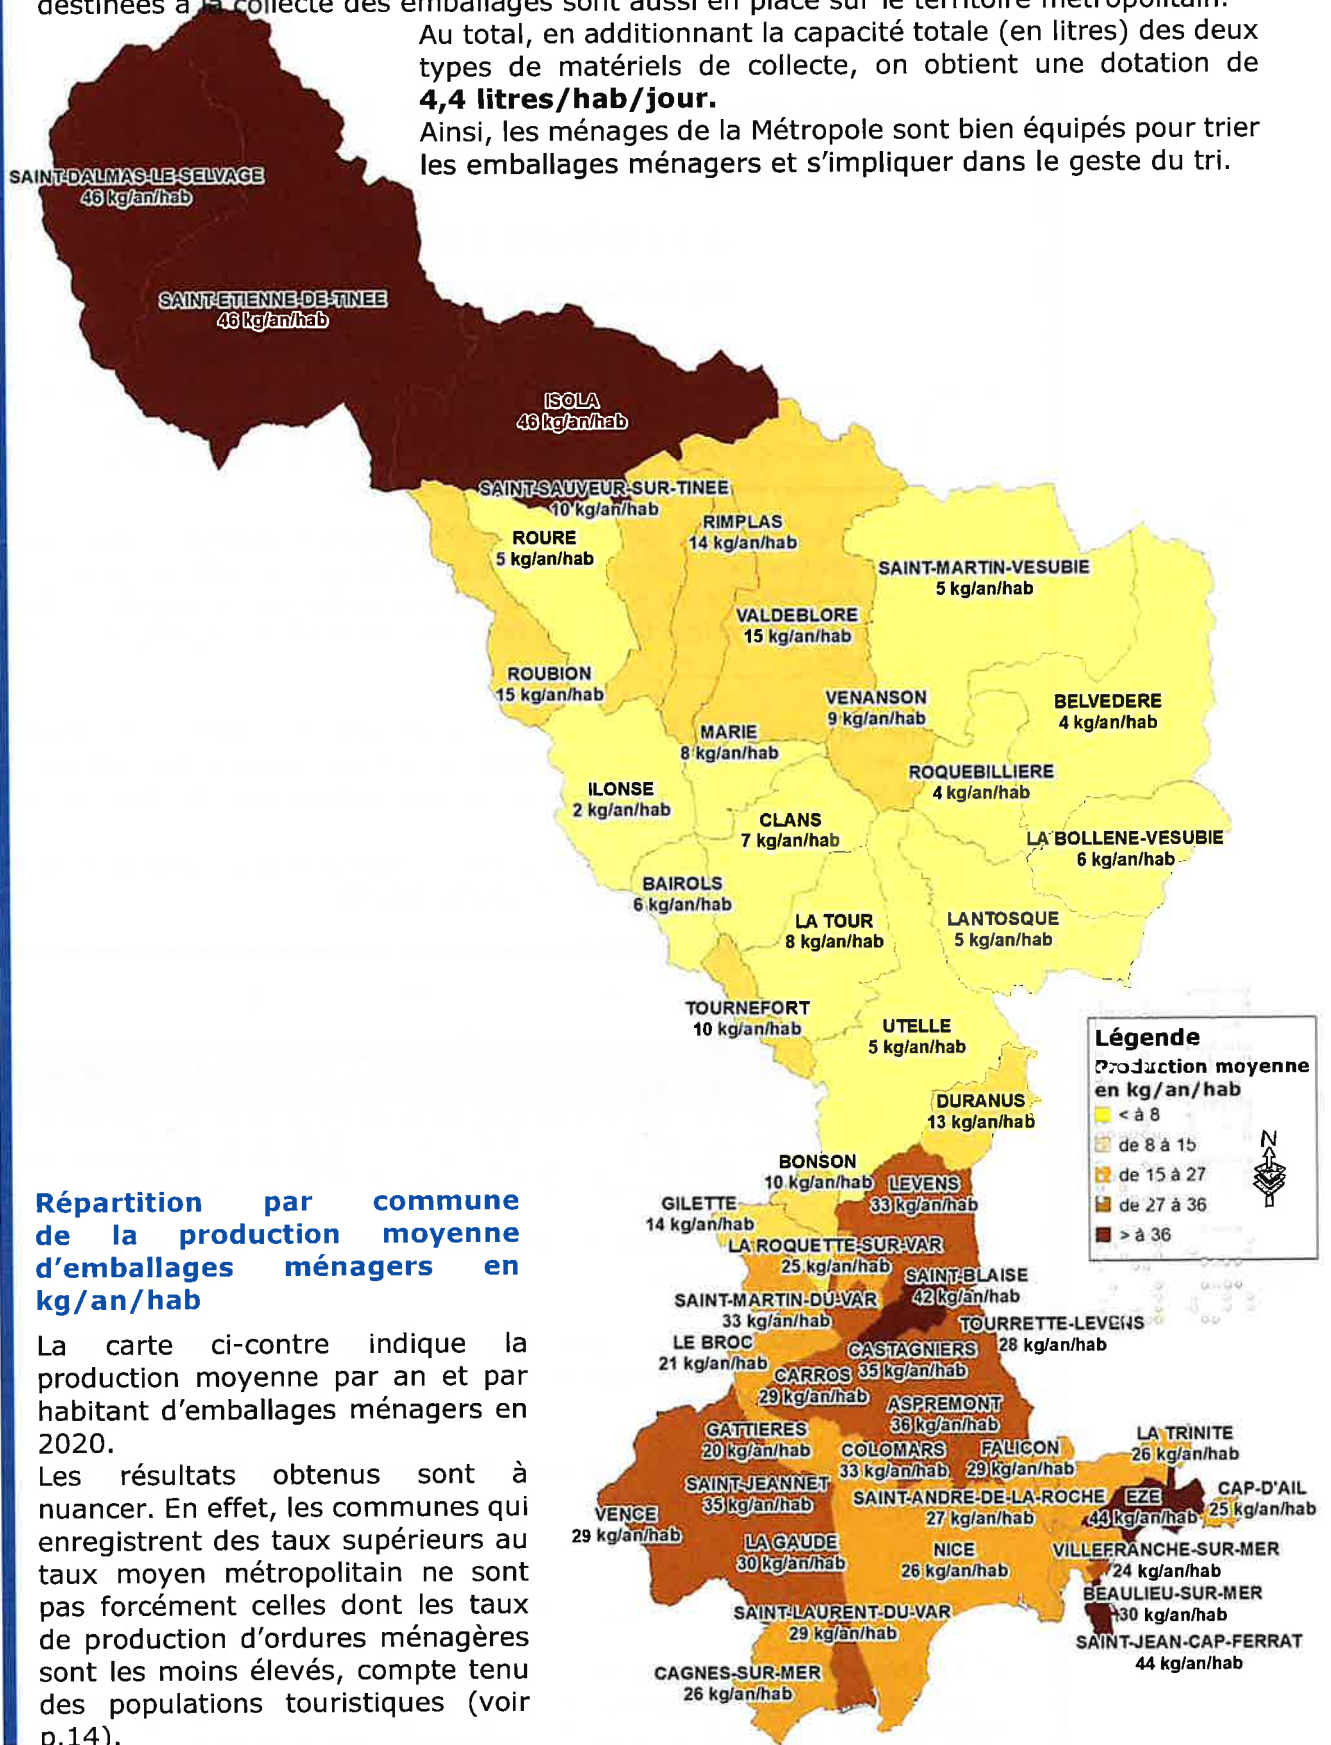 destinées à la collecte des emballages sont aussi en place sur le territoire métropolitain.
Au total, en additionnant la capacité totale (en litres) des deux
types de matériels de collecte, on obtient une dotation de
4,4 litres/hab/jour.
Ainsi, les ménages de la Métropole sont bien équipés pour trier
les emballages ménagers et s'impliquer dans le geste du tri.
SAINT-DALMAS-LE-SELVAGE
46 kg/an/hab
SAINT-ETIENNE-DE-TINEE
46 kg/an/hab
ISOLA
46 kg/an/hab
SAINT-SAUVEUR-SUR-TINEE
10 kg/an/hab
RIMPLAS
14 kg/an/hab
ROURE
5 kg/an/hab
SAINT-MARTIN-VESUBIE
5 kg/an/hab
VALDEBLORE
15 kg/an/hab
ROUBION
15 kg/an/hab
VENANSON
9 kg/an/hab
BELVEDERE
4 kg/an/hab
MARIE
8 kg/an/hab
ROQUEBILLIERE
4 kg/an/hab
ILONSE
2 kg/an/hab
CLANS
7 kg/an/hab
LA BOLLENE-VESUBIE
6 kg/an/hab
BAIROLS
6 kg/an/hab
LA TOUR
8 kg/an/hab
LANTOSQUE
5 kg/an/hab
TOURNEFORT
10 kg/an/hab
UTELLE
5 kg/an/hab
DURANUS
13 kg/an/hab
Légende
Production moyenne
en kg/an/hab
< à 8
de 8 à 15
de 15 à 27
de 27 à 36
> à 36
N
BONSON
10 kg/an/hab
LEVENS
33 kg/an/hab
GILETTE
14 kg/an/hab
LA ROQUETTE-SUR-VAR
25 kg/an/hab
SAINT-BLAISE
42 kg/an/hab
SAINT-MARTIN-DU-VAR
33 kg/an/hab
TOURRETTE-LEVENS
28 kg/an/hab
LE BROC
21 kg/an/hab
CASTAGNIERS
35 kg/an/hab
CARROS
29 kg/an/hab
ASPREMONT
36 kg/an/hab
GATTIERES
20 kg/an/hab
COLOMARS
33 kg/an/hab
FALICON
29 kg/an/hab
LA TRINITE
26 kg/an/hab
SAINT-JEANNET
35 kg/an/hab
SAINT-ANDRE-DE-LA-ROCHE
27 kg/an/hab
EZE
44 kg/an/hab
CAP-D'AIL
25 kg/an/hab
VENCE
29 kg/an/hab
LA GAUDE
30 kg/an/hab
NICE
26 kg/an/hab
VILLEFRANCHE-SUR-MER
24 kg/an/hab
BEAULIEU-SUR-MER
30 kg/an/hab
SAINT-LAURENT-DU-VAR
29 kg/an/hab
SAINT-JEAN-CAP-FERRAT
44 kg/an/hab
CAGNES-SUR-MER
26 kg/an/hab
Répartition par commune
de la production moyenne
d'emballages ménagers en
kg/an/hab
La carte ci-contre indique la
production moyenne par an et par
habitant d'emballages ménagers en
2020.
Les résultats obtenus sont à
nuancer. En effet, les communes qui
enregistrent des taux supérieurs au
taux moyen métropolitain ne sont
pas forcément celles dont les taux
de production d'ordures ménagères
sont les moins élevés, compte tenu
des populations touristiques (voir
p.14).